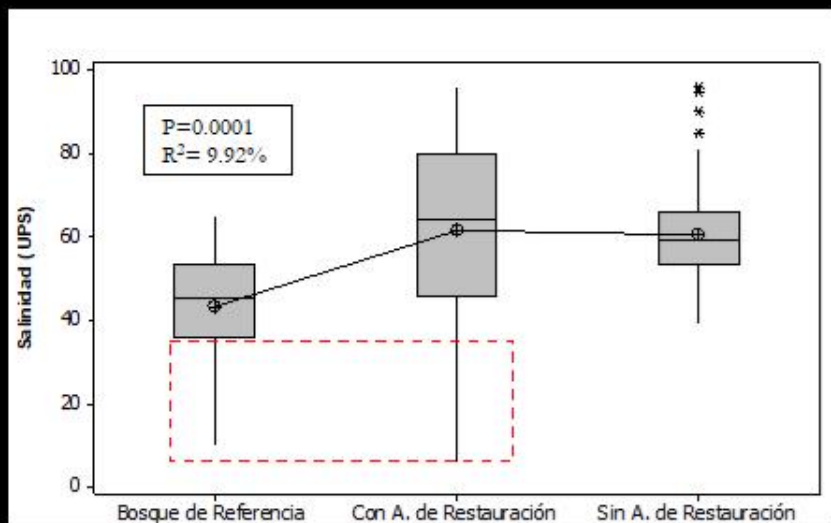 100
P=0.0001
R²= 9.92%
80
Salinidad ( UPS)
60
40
20
0
Bosque de Referencia
Con A. de Restauración
Sin A. de Restauración